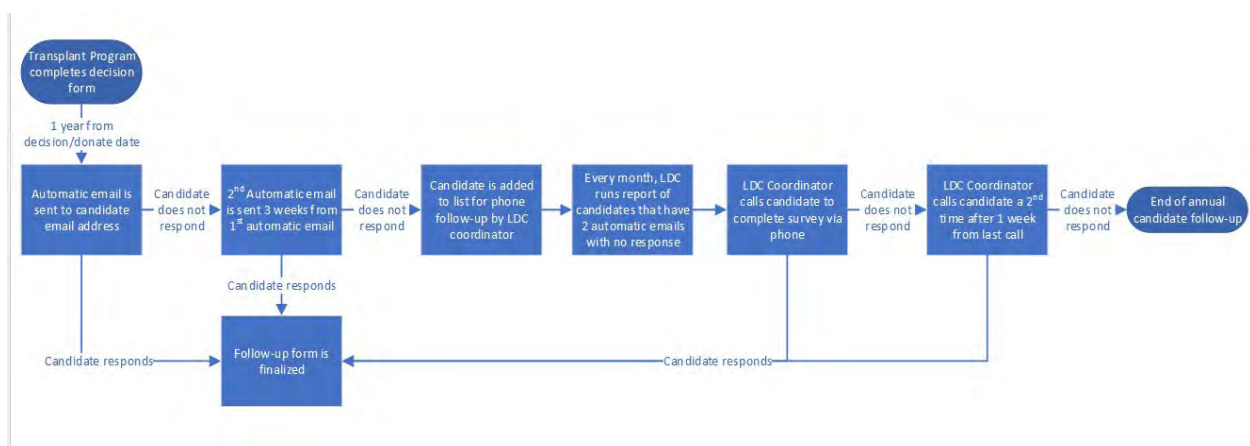 Transplant Program
completes decision
form
1 year from
decision/donate date
Automatic email is
sent to candidate
email address
Candidate
does not
respond
2nd Automatic email
is sent 3 weeks from
1st automatic email
Candidate
does not
respond
Candidate is added
to list for phone
follow-up by LDC
coordinator
Every month, LDC
runs report of
candidates that have
2 automatic emails
with no response
LDC Coordinator
calls candidate to
complete survey via
phone
Candidate
does not
respond
LDC Coordinator
calls candidate a 2nd
time after 1 week
from last call
Candidate
does not
respond
End of annual
candidate follow-up
Candidate responds
Candidate responds
Follow-up form is
finalized
Candidate responds